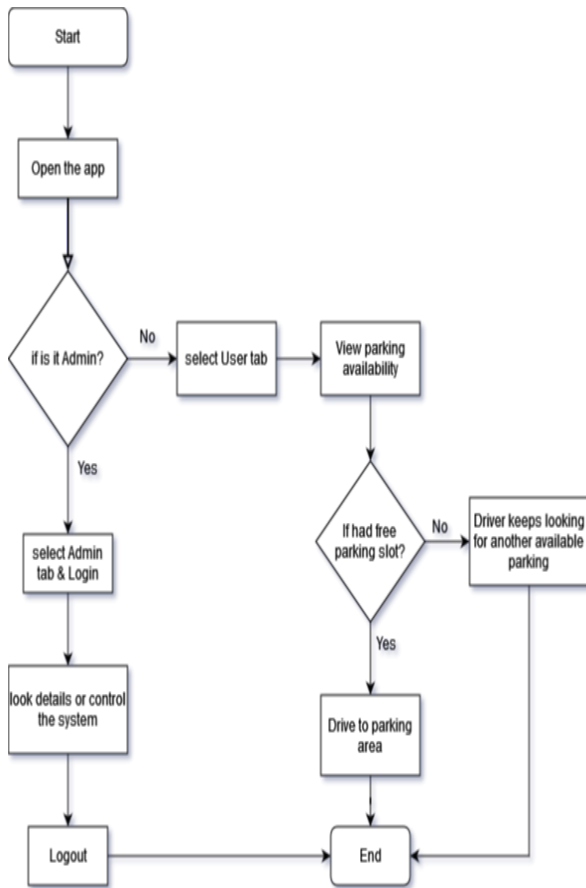 Start
Open the app
if is it Admin?
No
select User tab
View parking
availability
Yes
If had free
parking slot?
No
Driver keeps looking
for another available
parking
select Admin
tab & Login
Yes
look details or control
the system
Drive to parking
area
Logout
End